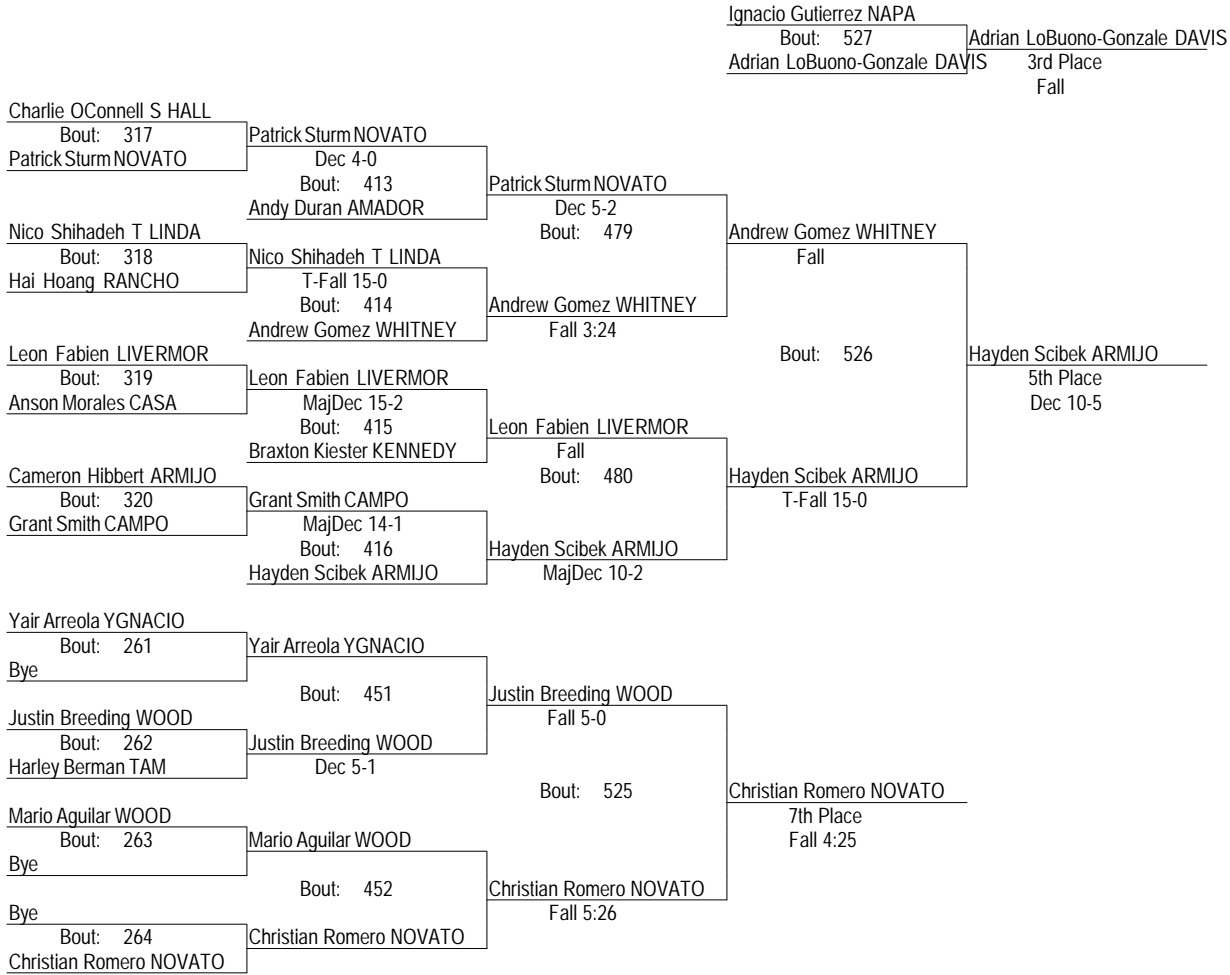 Ignacio Gutierrez NAPA
Bout: 527
Adrian LoBuono-Gonzale DAVIS
Adrian LoBuono-Gonzale DAVIS
3rd Place
Fall
Charlie OConnell S HALL
Bout: 317
Patrick Sturm NOVATO
Patrick Sturm NOVATO
Dec 4-0
Bout: 413
Andy Duran AMADOR
Patrick Sturm NOVATO
Dec 5-2
Bout: 479
Nico Shihadeh T LINDA
Bout: 318
Hai Hoang RANCHO
Nico Shihadeh T LINDA
T-Fall 15-0
Bout: 414
Andrew Gomez WHITNEY
Andrew Gomez WHITNEY
Fall 3:24
Andrew Gomez WHITNEY
Fall
Bout: 526
Hayden Scibek ARMIJO
5th Place
Dec 10-5
Leon Fabien LIVERMOR
Bout: 319
Anson Morales CASA
Leon Fabien LIVERMOR
MajDec 15-2
Bout: 415
Braxton Kiester KENNEDY
Leon Fabien LIVERMOR
Fall
Bout: 480
Cameron Hibbert ARMIJO
Bout: 320
Grant Smith CAMPO
Grant Smith CAMPO
MajDec 14-1
Bout: 416
Hayden Scibek ARMIJO
Hayden Scibek ARMIJO
MajDec 10-2
Hayden Scibek ARMIJO
T-Fall 15-0
Yair Arreola YGNACIO
Bout: 261
Bye
Yair Arreola YGNACIO
Bout: 451
Justin Breeding WOOD
Bout: 262
Harley Berman TAM
Justin Breeding WOOD
Dec 5-1
Justin Breeding WOOD
Fall 5-0
Bout: 525
Mario Aguilar WOOD
Bout: 263
Bye
Mario Aguilar WOOD
Bout: 452
Bye
Bout: 264
Christian Romero NOVATO
Christian Romero NOVATO
Christian Romero NOVATO
Fall 5:26
Christian Romero NOVATO
7th Place
Fall 4:25